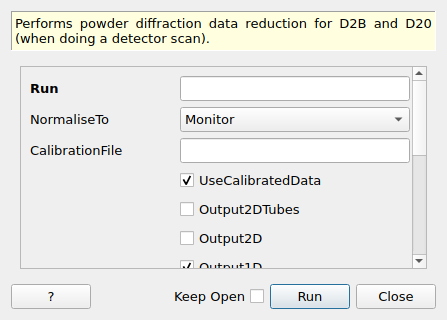 Performs powder diffraction data reduction for D2B and D20
(when doing a detector scan).
Run
NormaliseTo Monitor
CalibrationFile
UseCalibratedData
Output2DTubes
Output2D
Output1D
? Keep Open Run Close